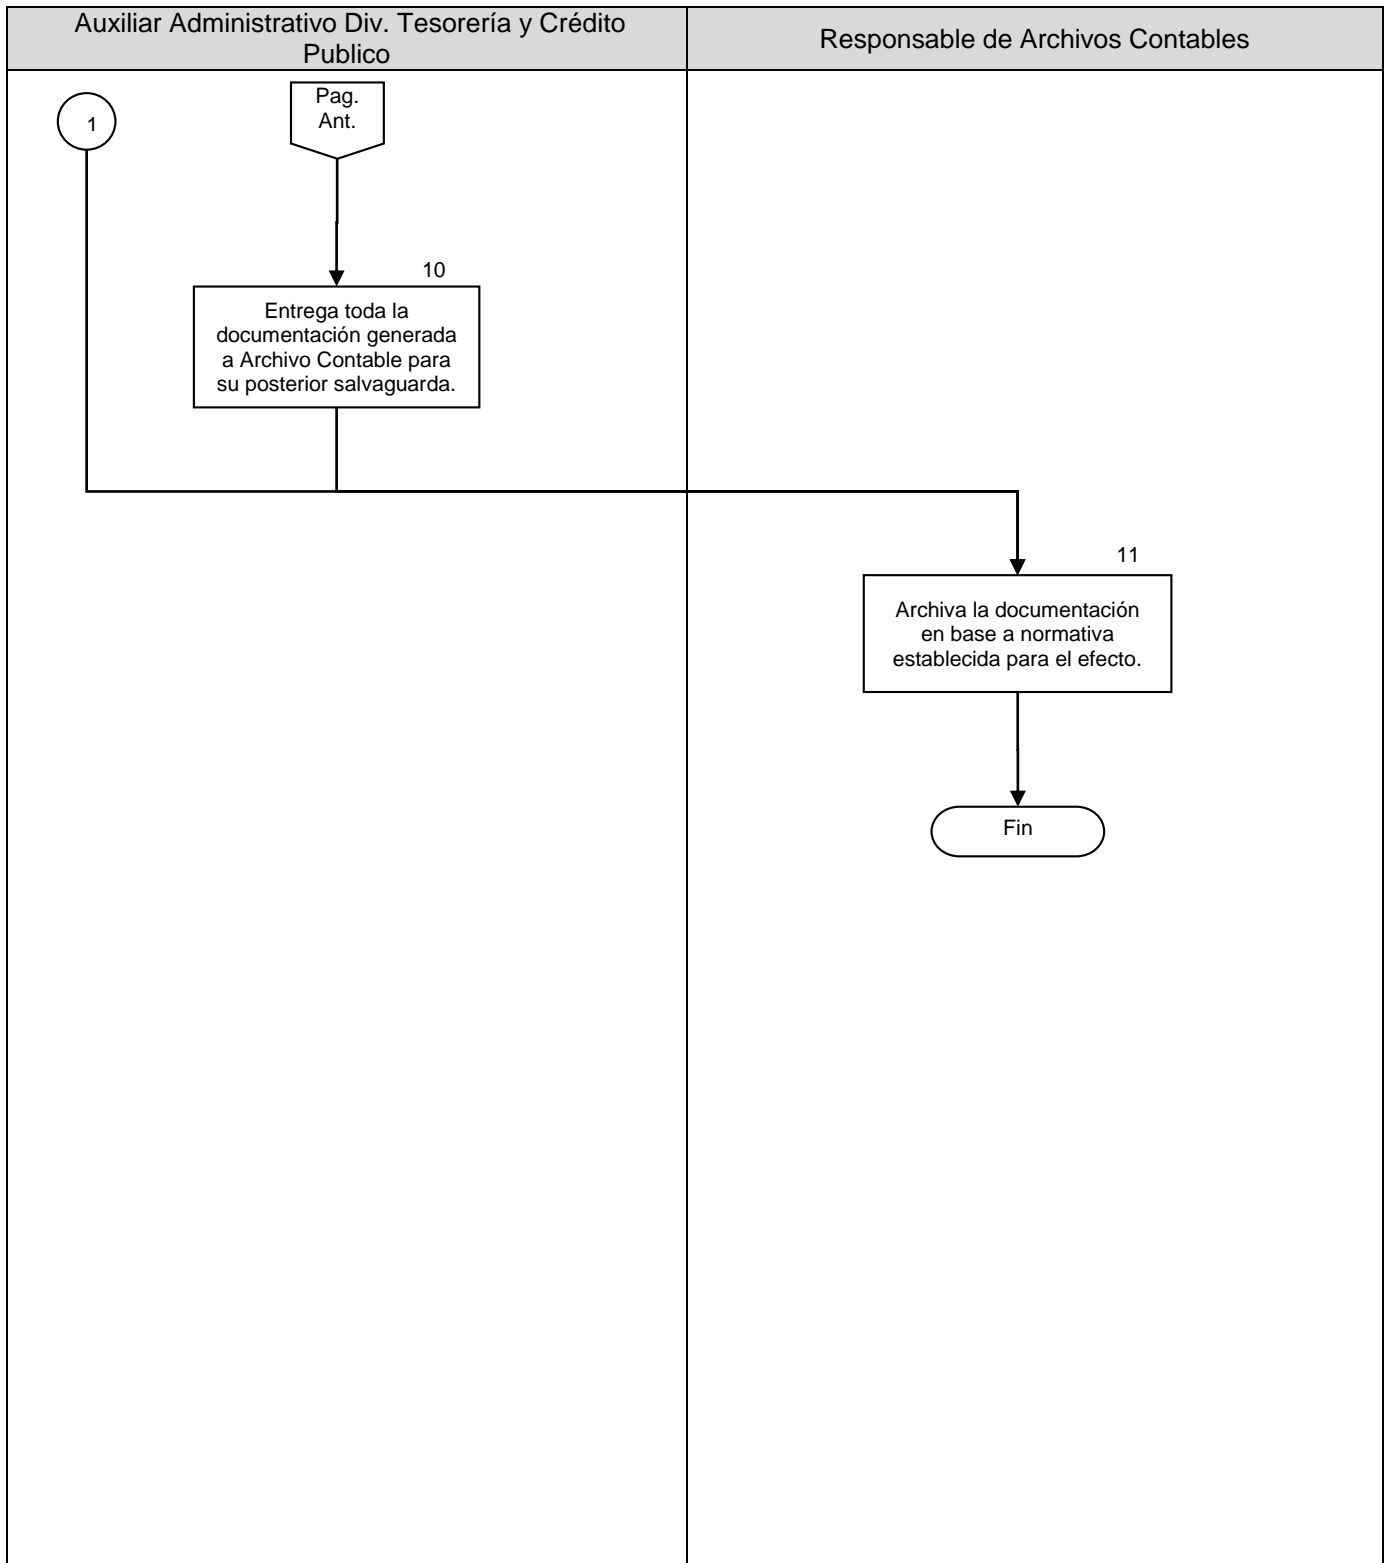 Auxiliar Administrativo Div. Tesorería y Crédito
Publico
Responsable de Archivos Contables
1
Pag.
Ant.
10
Entrega toda la
documentación generada
a Archivo Contable para
su posterior salvaguarda.
11
Archiva la documentación
en base a normativa
establecida para el efecto.
Fin